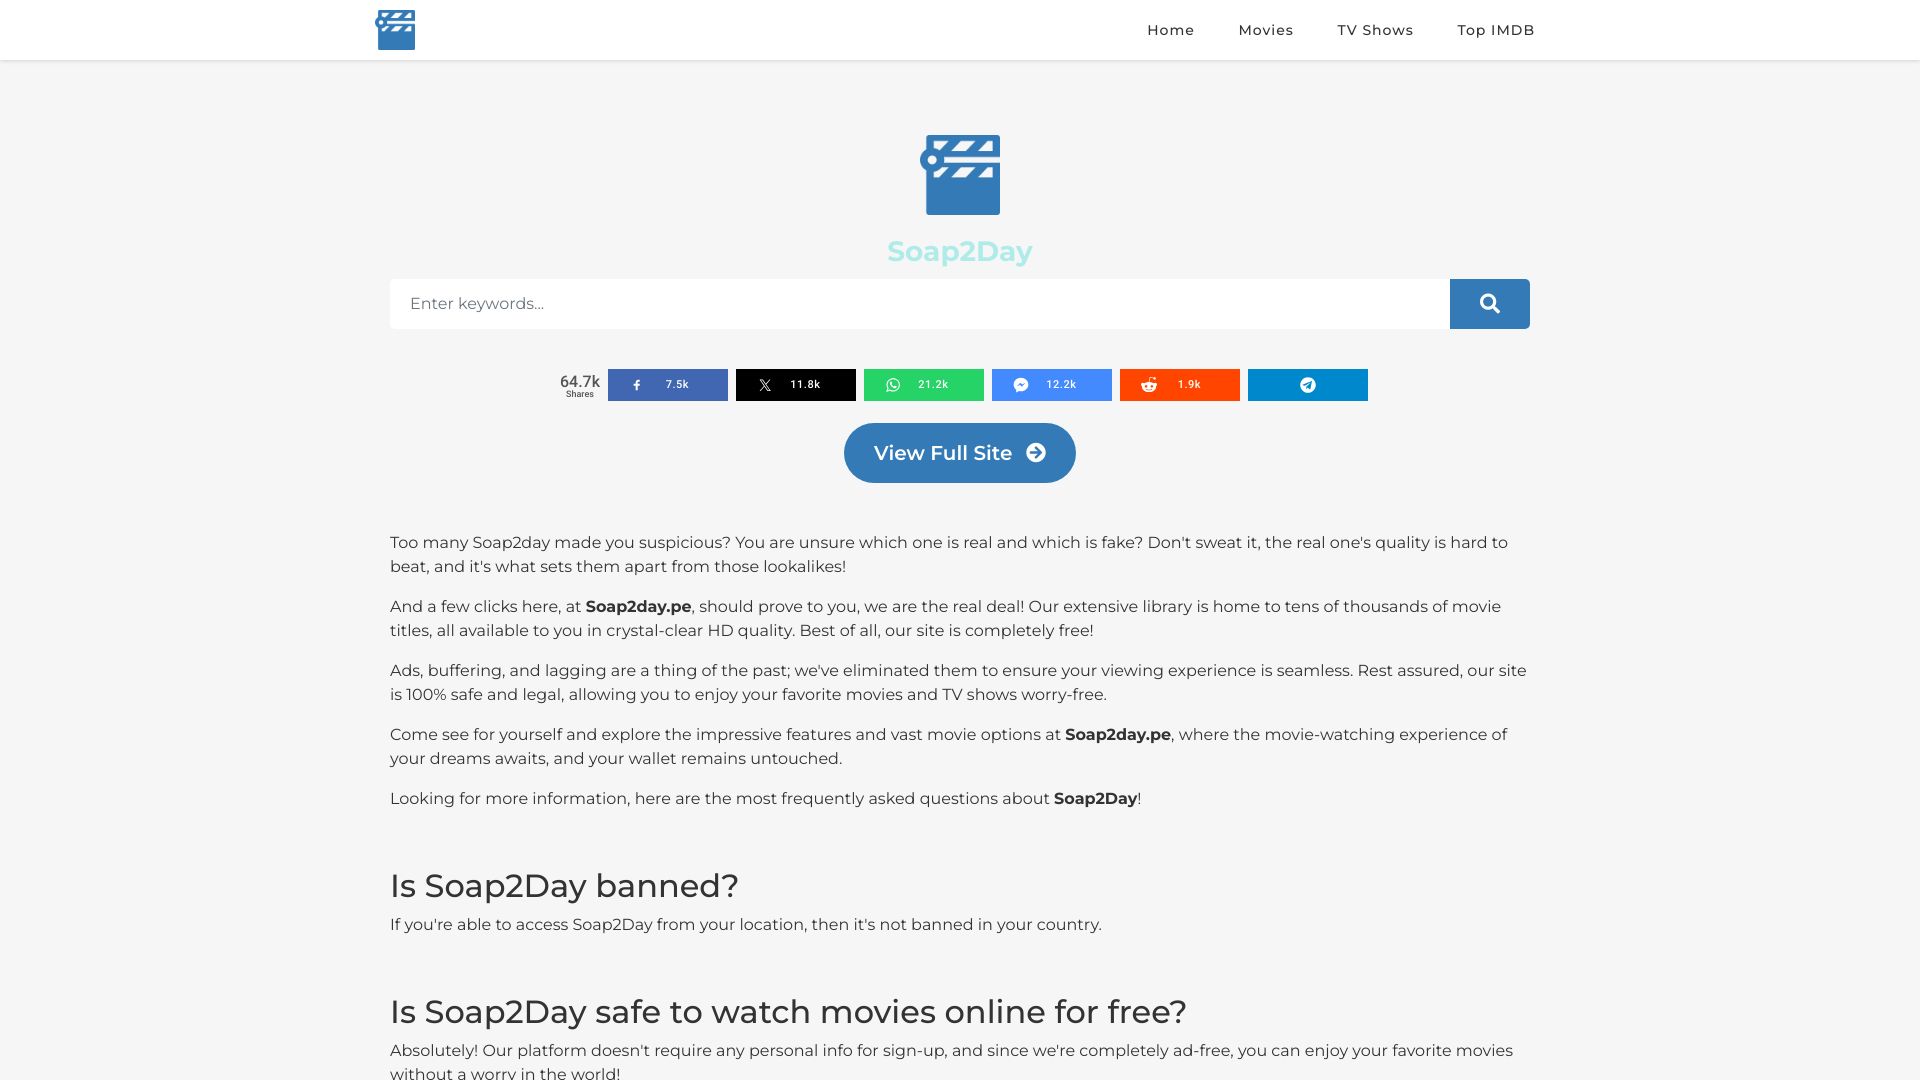 Home Movies TV Shows Top IMDB
Soap2Day
Enter keywords...
64.7k
Shares
7.5k 11.8k 21.2k 12.2k 1.9k
View Full Site
Too many Soap2day made you suspicious? You are unsure which one is real and which is fake? Don't sweat it, the real one's quality is hard to
beat, and it's what sets them apart from those lookalikes!
And a few clicks here, at Soap2day.pe, should prove to you, we are the real deal! Our extensive library is home to tens of thousands of movie
titles, all available to you in crystal-clear HD quality. Best of all, our site is completely free!
Ads, buffering, and lagging are a thing of the past; we've eliminated them to ensure your viewing experience is seamless. Rest assured, our site
is 100% safe and legal, allowing you to enjoy your favorite movies and TV shows worry-free.
Come see for yourself and explore the impressive features and vast movie options at Soap2day.pe, where the movie-watching experience of
your dreams awaits, and your wallet remains untouched.
Looking for more information, here are the most frequently asked questions about Soap2Day!
Is Soap2Day banned?
If you're able to access Soap2Day from your location, then it's not banned in your country.
Is Soap2Day safe to watch movies online for free?
Absolutely! Our platform doesn't require any personal info for sign-up, and since we're completely ad-free, you can enjoy your favorite movies
without a worry in the world!